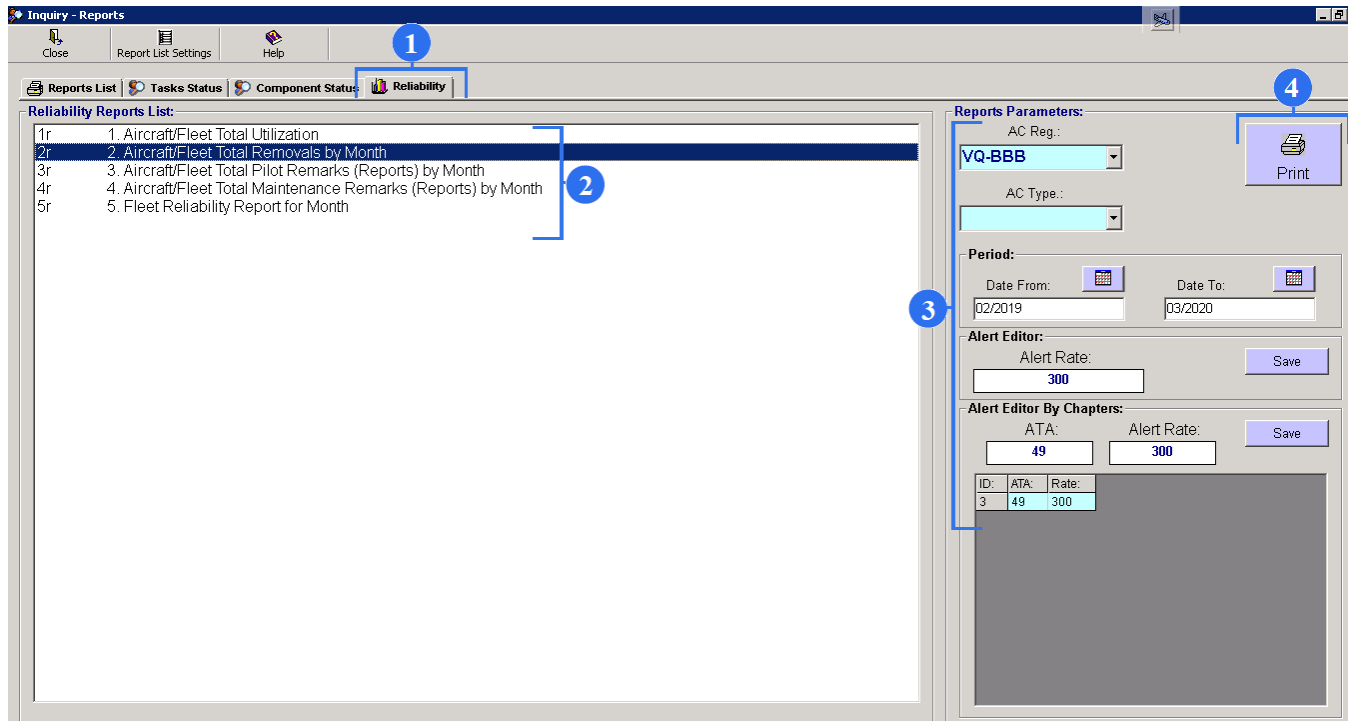 Inquiry - Reports
Close Report List Settings Help
1
Reports List Tasks Status Component Status Reliability
4
Reliability Reports List:
1r 1. Aircraft/Fleet Total Utilization
2r 2. Aircraft/Fleet Total Removals by Month
3r 3. Aircraft/Fleet Total Pilot Remarks (Reports) by Month
4r 4. Aircraft/Fleet Total Maintenance Remarks (Reports) by Month
5r 5. Fleet Reliability Report for Month
2
3
Reports Parameters:
AC Reg.:
VQ-BBB
Print
AC Type.:
Period:
Date From: Date To:
02/2019 03/2020
Alert Editor:
Alert Rate:
300 Save
Alert Editor By Chapters:
ATA: Alert Rate:
49 300 Save
ID: ATA: Rate:
3 49 300